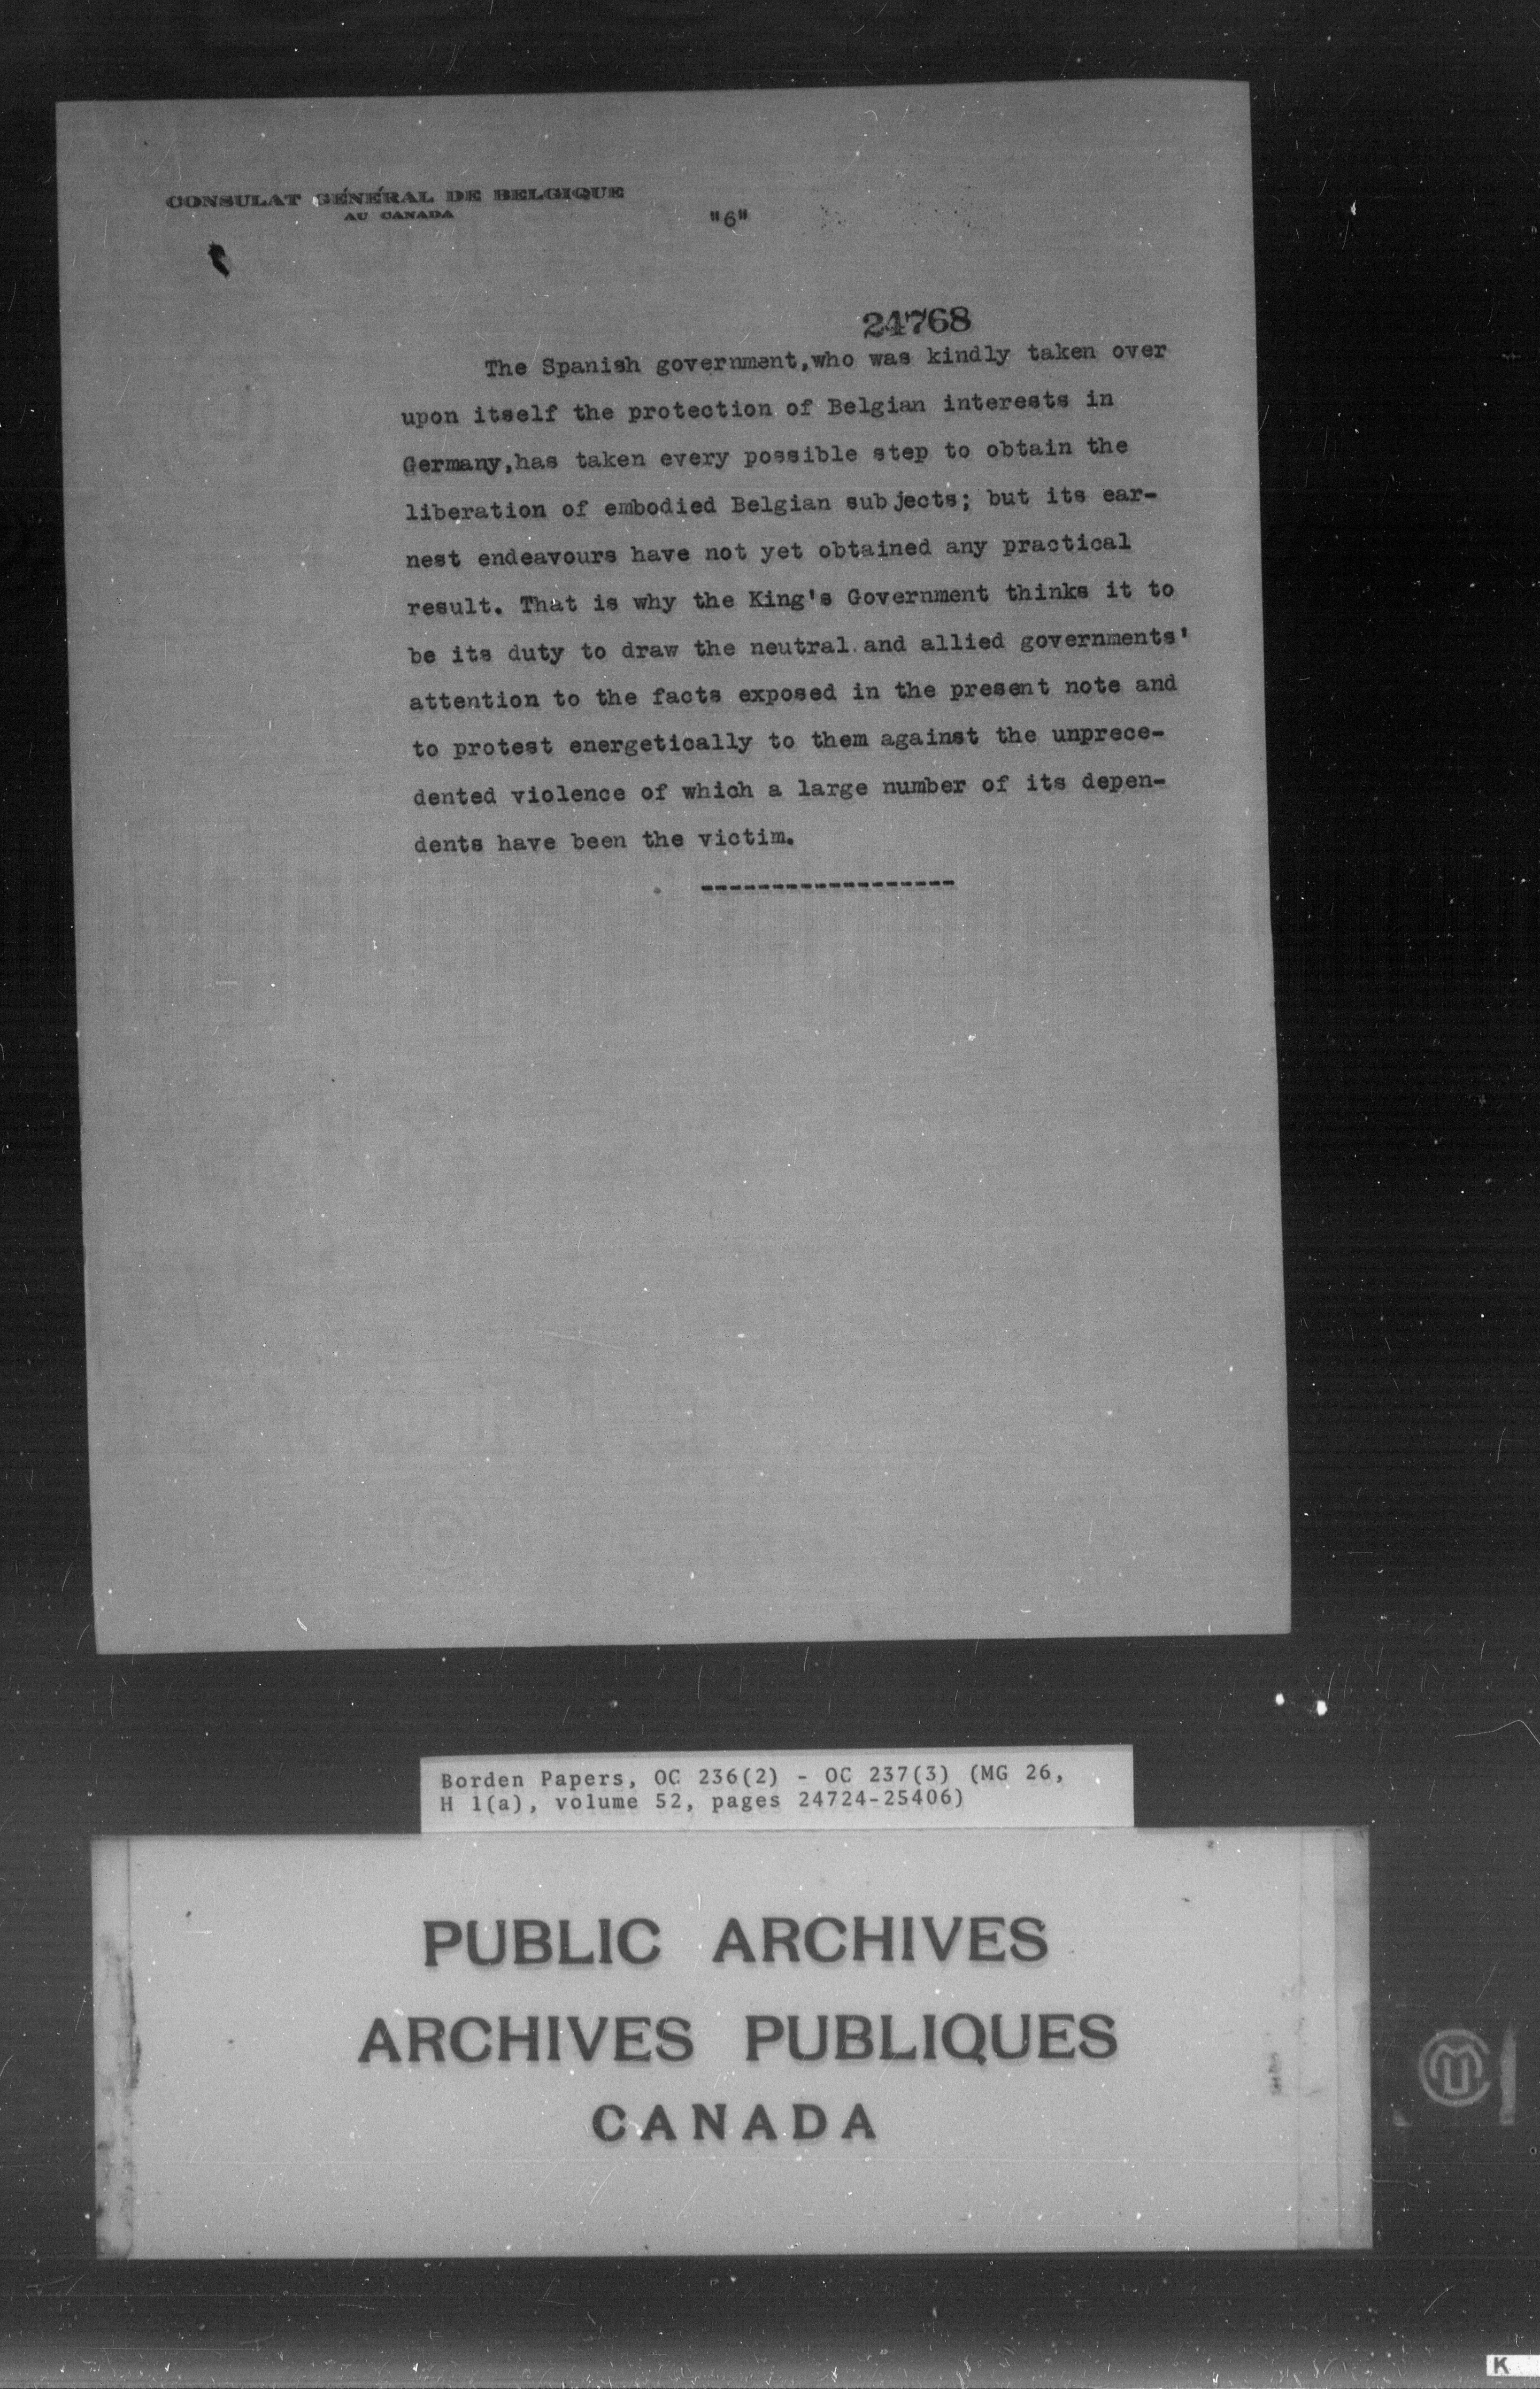 CONSULAT GÉNÉRAL DE BELGIQUE
AU CANADA
"6"
24768
The Spanish government,who was kindly taken over
upon itself the protection of Belgian interests in
Germany,has taken every possible step to obtain the
liberation of embodied Belgian subjects; but its ear-
nest endeavours have not yet obtained any practical
result. That is why the King's Government thinks it to
be its duty to draw the neutral and allied governments'
attention to the facts exposed in the present note and
to protest energetically to them against the unprece-
dented violence of which a large number of its depen-
dents have been the victim.
------------------
Borden Papers, OC 236(2) - OC 237(3) (MG 26,
H 1(a), volume 52, pages 24724-25406)
PUBLIC ARCHIVES
ARCHIVES PUBLIQUES
CANADA
K